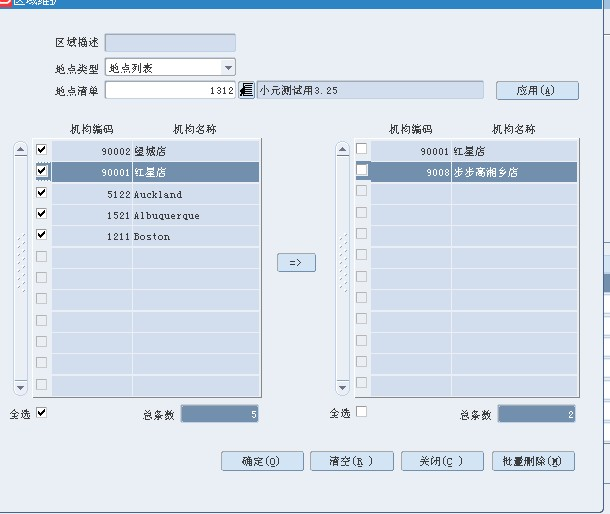 区域维护
区域描述
地点类型 地点列表
地点清单 1312 小元测试用3.25 应用(A)
机构编码 机构名称 机构编码 机构名称
90002 望城店 90001 红星店
90001 红星店 9008 步步高湘乡店
5122 Auckland
1521 Albuquerque
1211 Boston
=>
全选 总条数 5 全选 总条数 2
确定(O) 清空(R ) 关闭(C ) 批量删除(M)